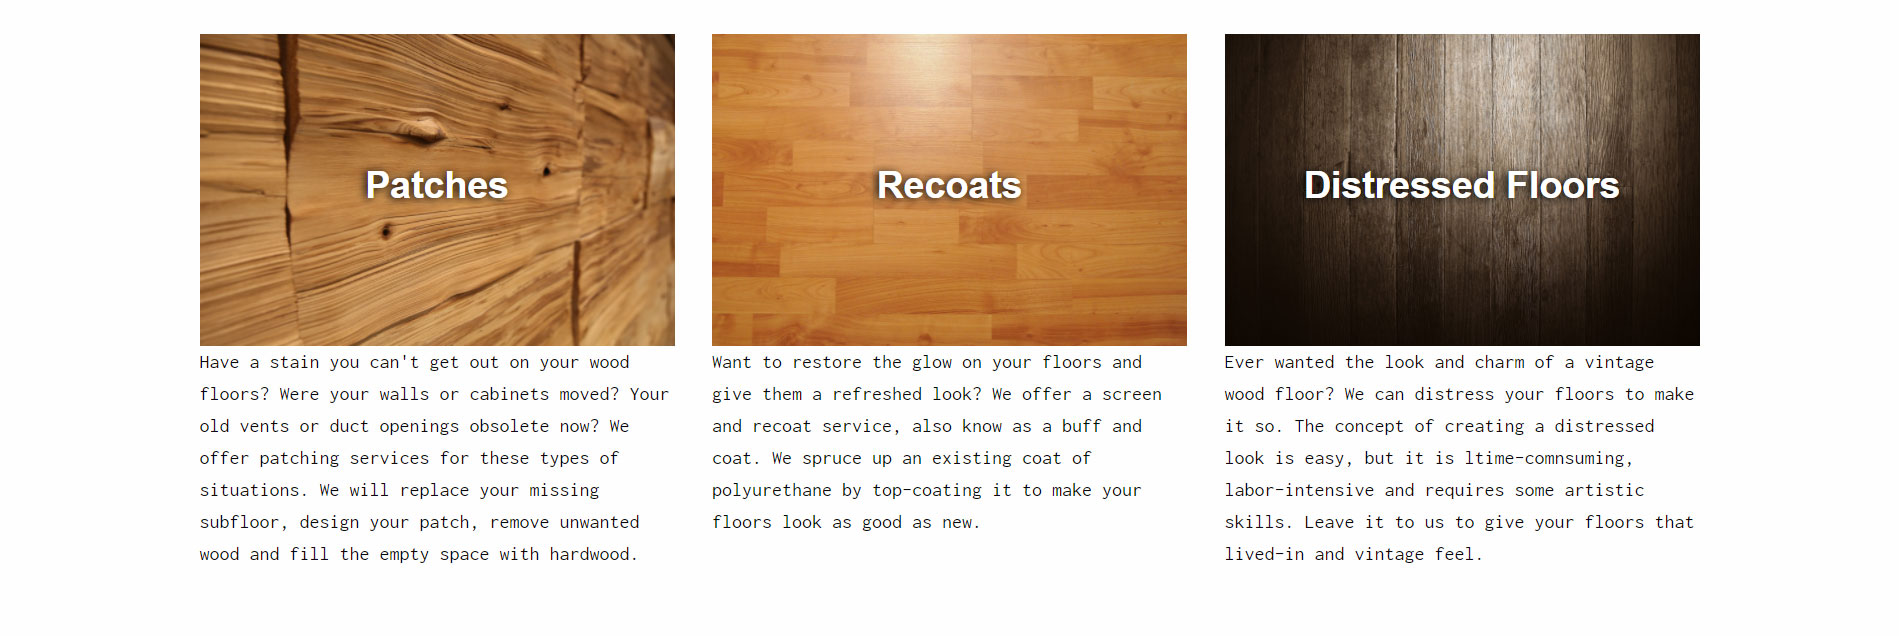 Patches
Have a stain you can't get out on your wood
floors? Were your walls or cabinets moved? Your
old vents or duct openings obsolete now? We
offer patching services for these types of
situations. We will replace your missing
subfloor, design your patch, remove unwanted
wood and fill the empty space with hardwood.
Recoats
Want to restore the glow on your floors and
give them a refreshed look? We offer a screen
and recoat service, also know as a buff and
coat. We spruce up an existing coat of
polyurethane by top-coating it to make your
floors look as good as new.
Distressed Floors
Ever wanted the look and charm of a vintage
wood floor? We can distress your floors to make
it so. The concept of creating a distressed
look is easy, but it is ltime-comnsuming,
labor-intensive and requires some artistic
skills. Leave it to us to give your floors that
lived-in and vintage feel.